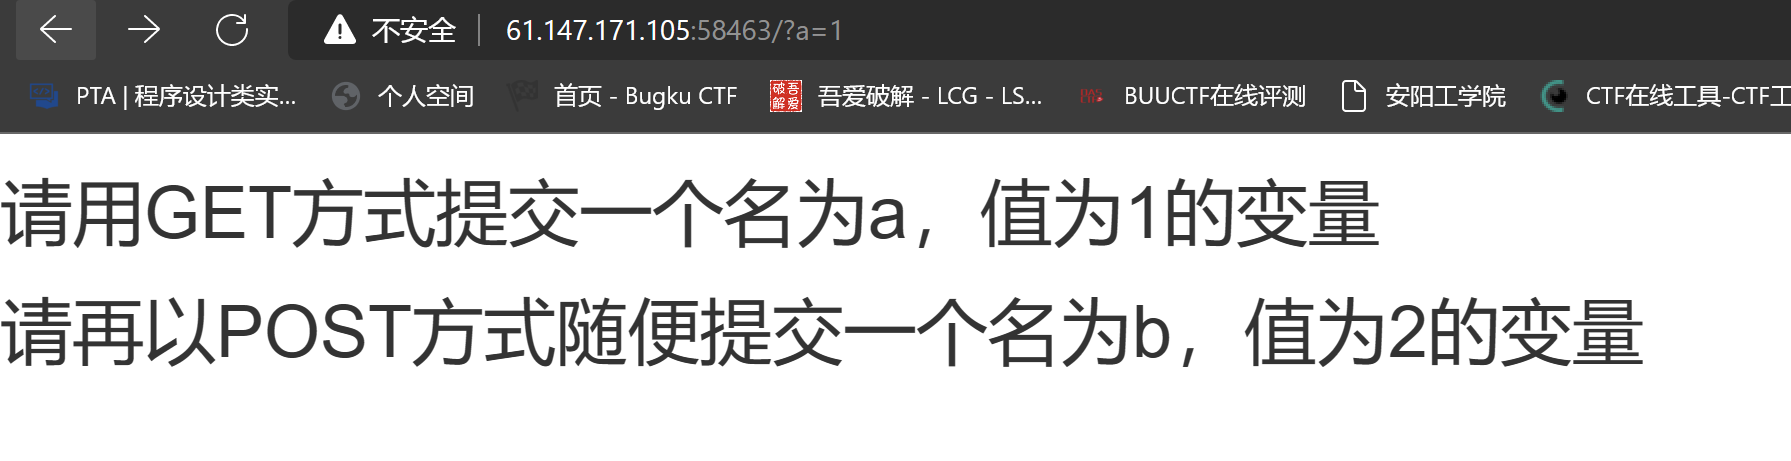 不安全 61.147.171.105:58463/?a=1
PTA | 程序设计类实... 个人空间 首页 - Bugku CTF 吾爱破解 - LCG - LS... BUUCTF在线评测 安阳工学院 CTF在线工具-CTF工
请用GET方式提交一个名为a，值为1的变量
请再以POST方式随便提交一个名为b，值为2的变量